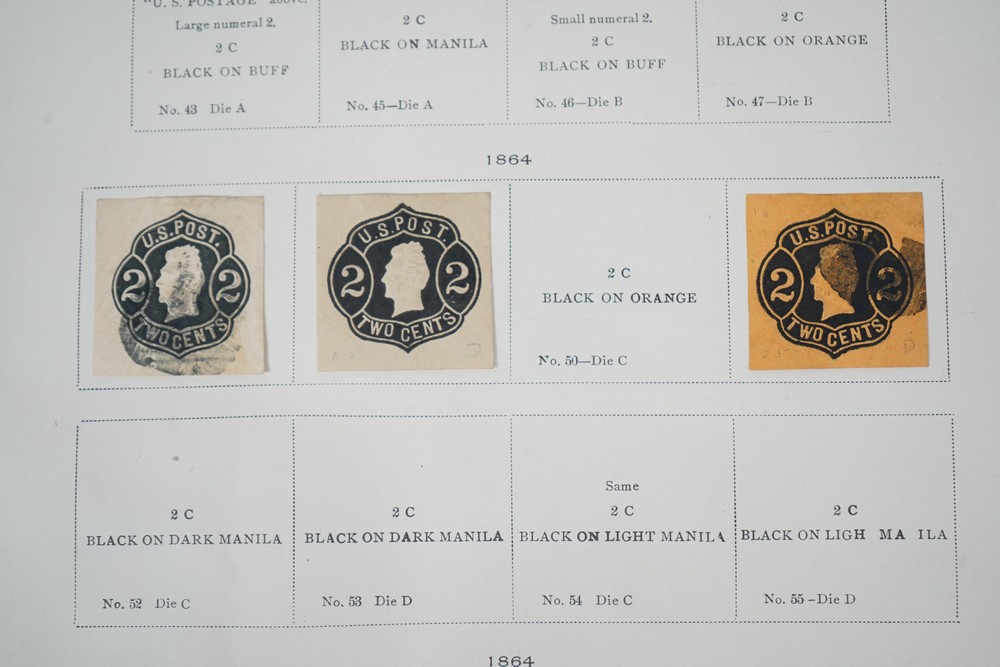 "U. S. POSTAGE" above.
Large numeral 2.
2 C
BLACK ON BUFF
No. 43 Die A
2 C
BLACK ON MANILA
No. 45—Die A
Small numeral 2.
2 C
BLACK ON BUFF
No. 46—Die B
2 C
BLACK ON ORANGE
No. 47—Die B
1864
U.S.POST.
2 2
TWO CENTS
U.S.POST.
2 2
TWO CENTS
2 C
BLACK ON ORANGE
No. 50—Die C
U.S.POST.
2 2
TWO CENTS
2 C
BLACK ON DARK MANILA
No. 52 Die C
2 C
BLACK ON DARK MANILA
No. 53 Die D
Same
2 C
BLACK ON LIGHT MANILA
No. 54 Die C
2 C
BLACK ON LIGH MA ILA
No. 55-Die D
1864